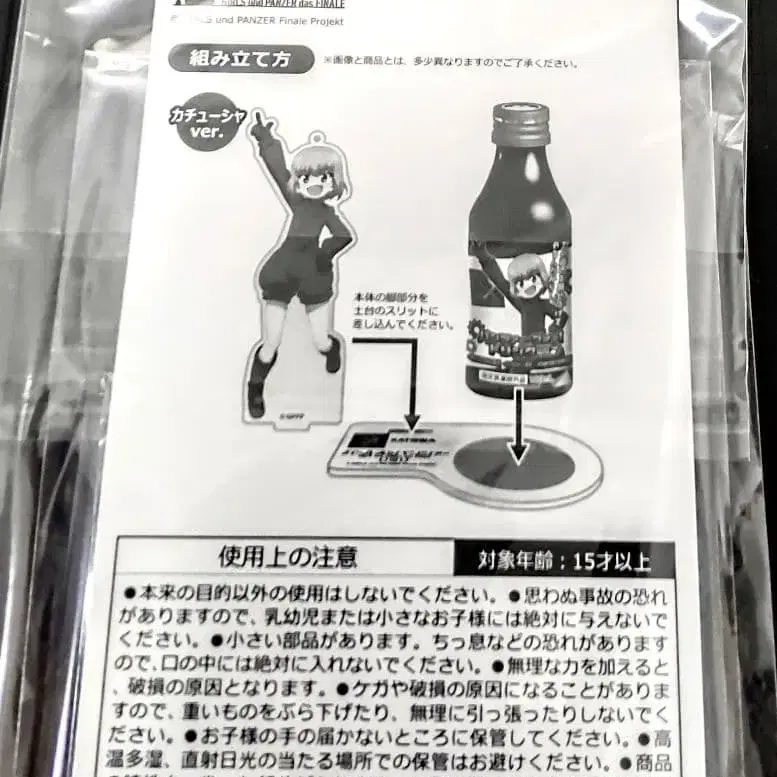 GIRLS und PANZER das FINALE
GIRLS und PANZER Finale Projekt
組み立て方
※画像と商品とは、多少異なりますのでご了承ください。
カチューシャ
ver.
本体の脚部分を
土台のスリットに
差し込んでください。
使用上の注意
対象年齢：15才以上
●本来の目的以外の使用はしないでください。●思わぬ事故の恐れ
がありますので、乳幼児または小さなお子様には絶対に与えないで
ください。●小さい部品があります。ちっ息などの恐れがあります
ので、口の中には絶対に入れないでください。●無理な力を加えると
、破損の原因となります。●ケガや破損の原因になることがありま
すので、重いものをぶら下げたり、無理に引っ張ったりしないでく
ださい。●お子様の手の届かないところに保管してください。●高
温多湿、直射日光の当たる場所での保管はお避けください。●商品